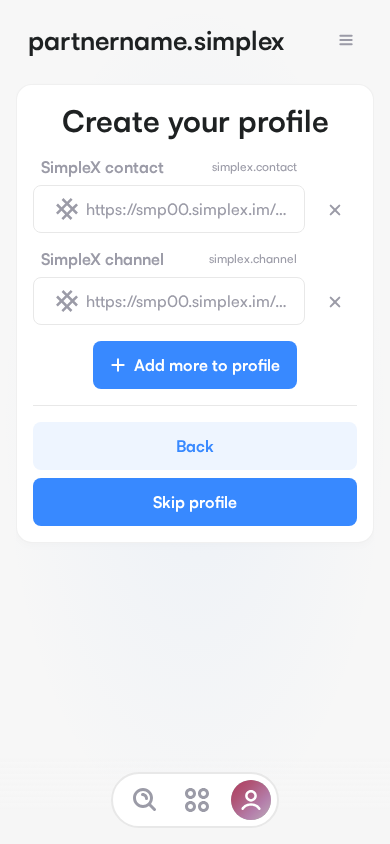 partnername.simplex
Create your profile
SimpleX contact simplex.contact
https://smp00.simplex.im/...
SimpleX channel simplex.channel
https://smp00.simplex.im/...
Add more to profile
Back
Skip profile